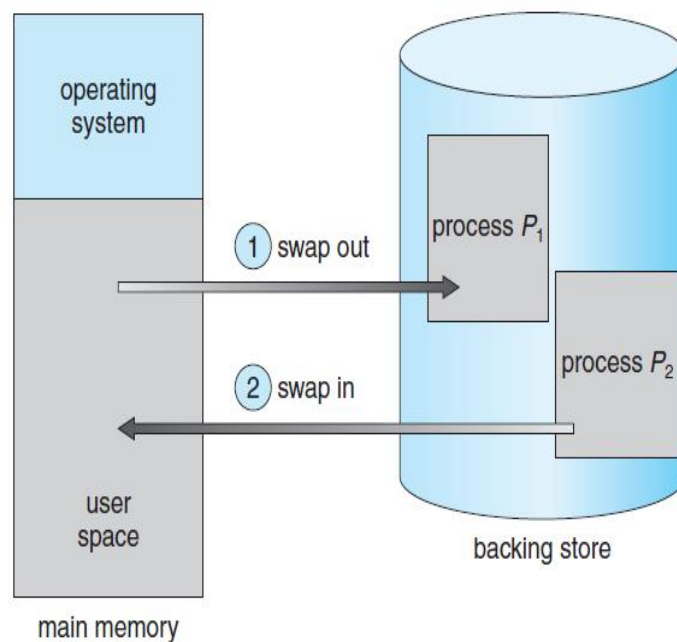 operating
system
process P₁
1 swap out
process P₂
2 swap in
user
space
backing store
main memory